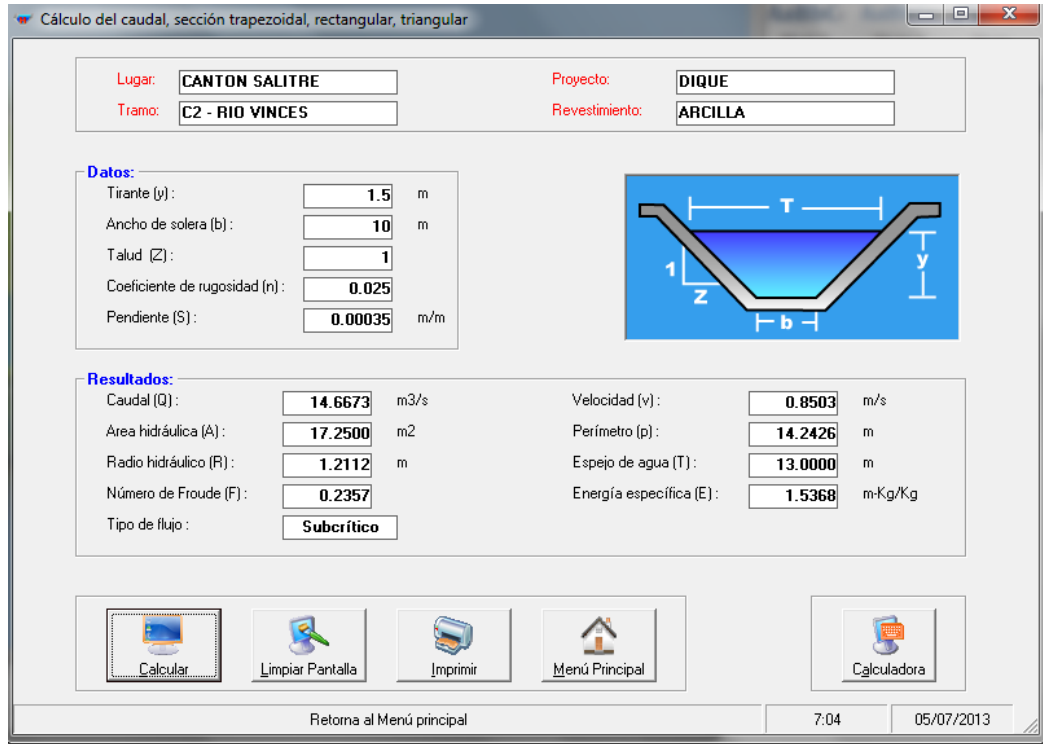 Cálculo del caudal, sección trapezoidal, rectangular, triangular
Lugar: CANTON SALITRE Proyecto: DIQUE
Tramo: C2 - RIO VINCES Revestimiento: ARCILLA
Datos:
Tirante (y) : 1.5 m
Ancho de solera (b) : 10 m
Talud (Z) : 1
Coeficiente de rugosidad (n) : 0.025
Pendiente (S) : 0.00035 m/m
T
y
1
Z
b
Resultados:
Caudal (Q) : 14.6673 m3/s Velocidad (v) : 0.8503 m/s
Area hidráulica (A) : 17.2500 m2 Perímetro (p) : 14.2426 m
Radio hidráulico (R) : 1.2112 m Espejo de agua (T) : 13.0000 m
Número de Froude (F) : 0.2357 Energía específica (E) : 1.5368 m-Kg/Kg
Tipo de flujo : Subcrítico
Calcular Limpiar Pantalla Imprimir Menú Principal Calculadora
Retorna al Menú principal 7:04 05/07/2013